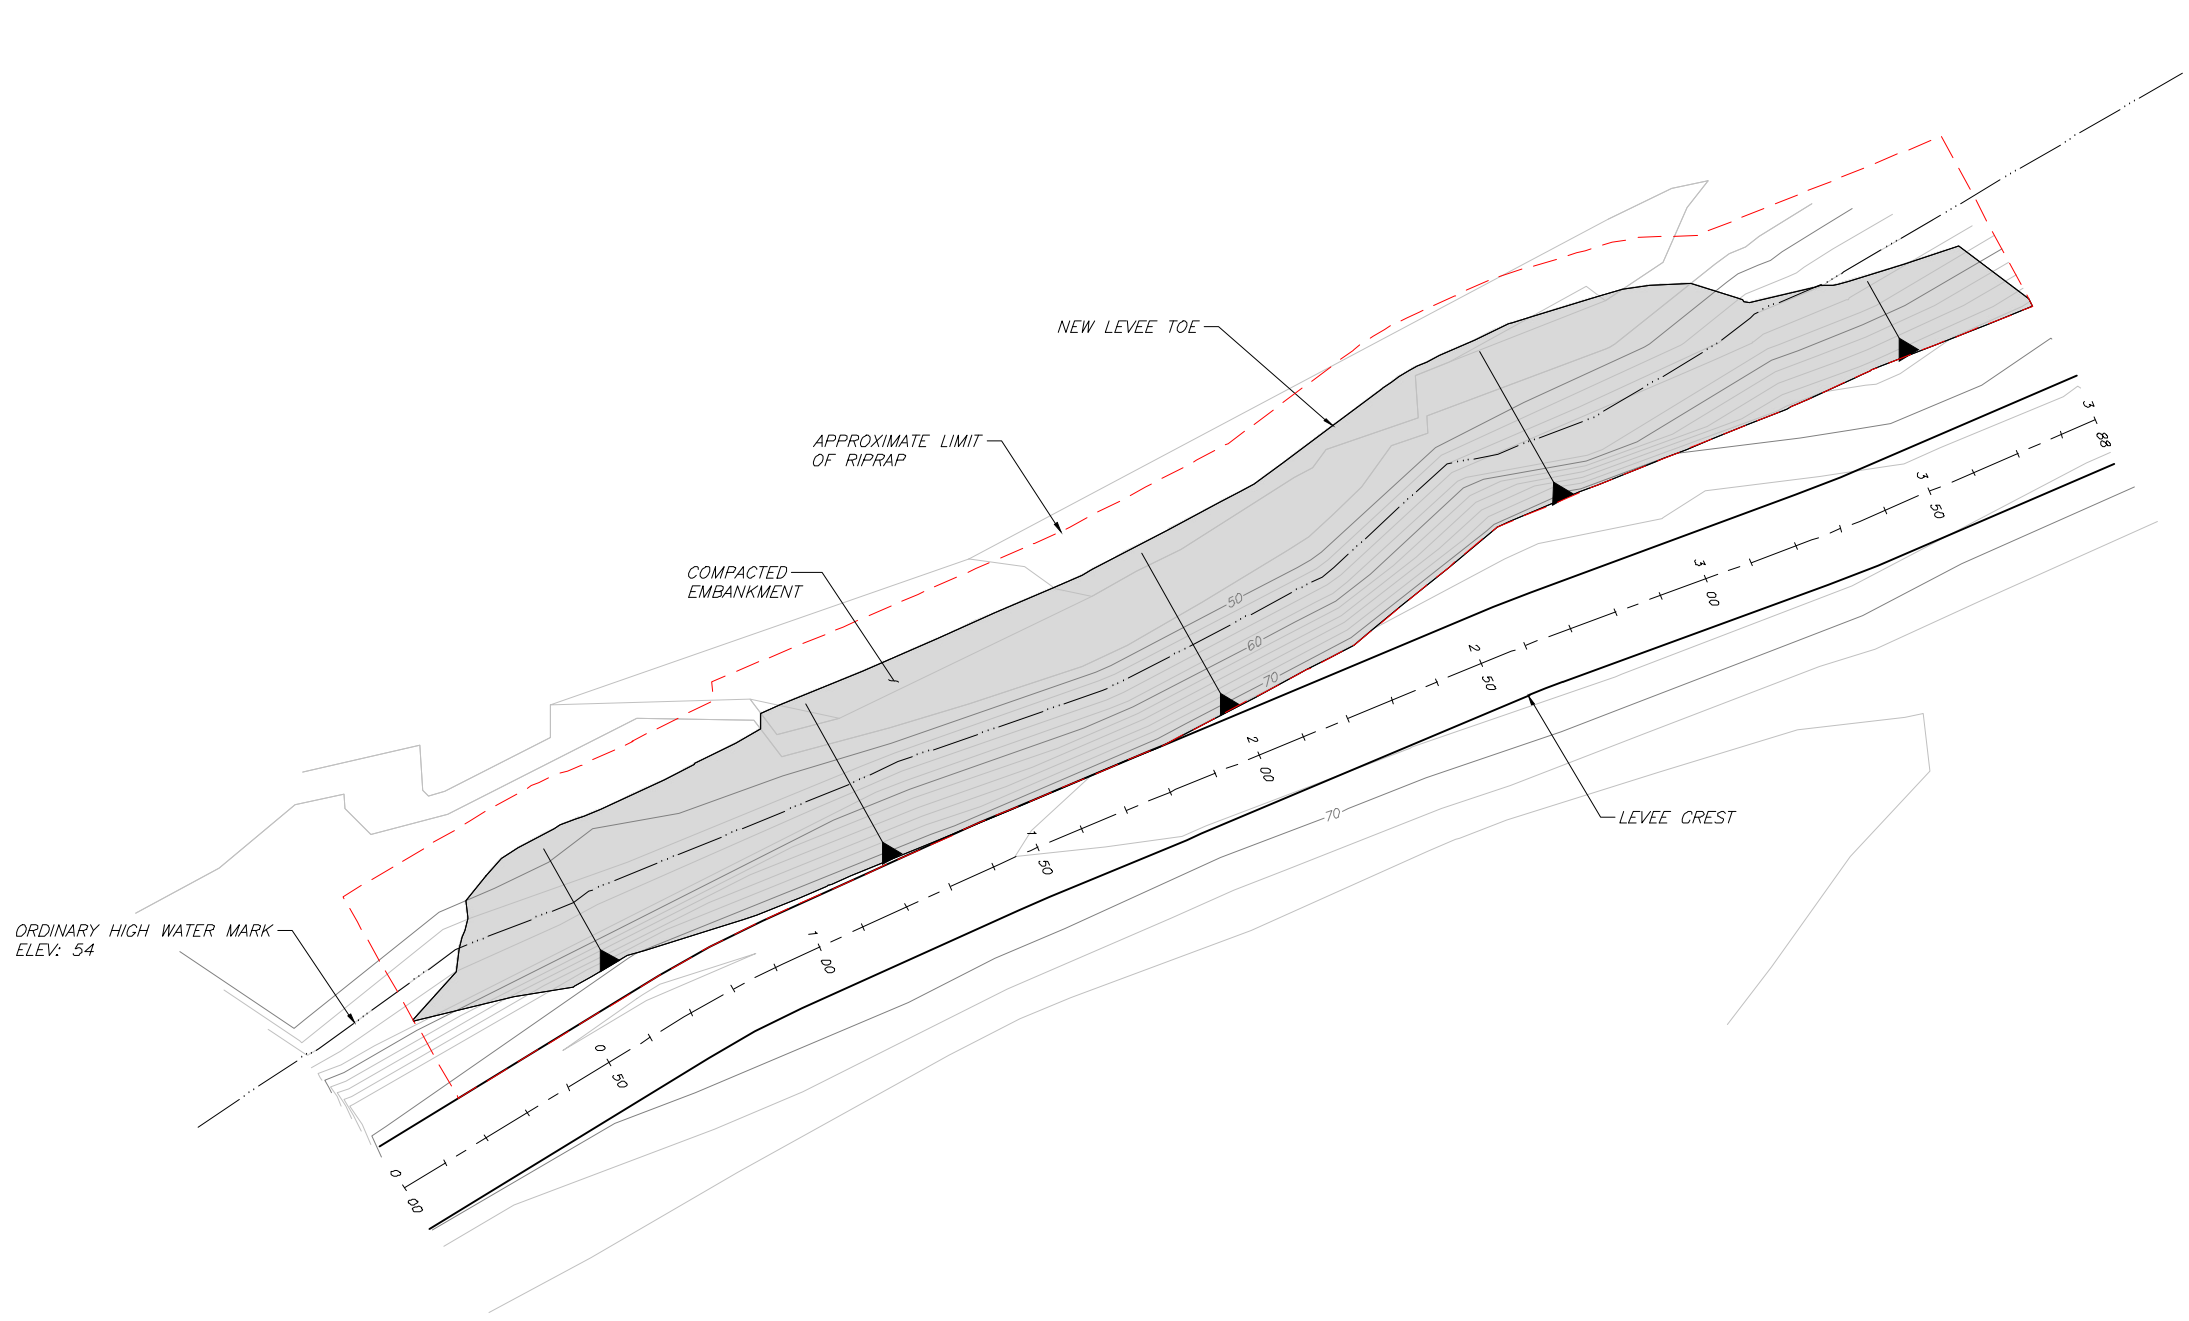 NEW LEVEE TOE
APPROXIMATE LIMIT
OF RIPRAP
COMPACTED
EMBANKMENT
ORDINARY HIGH WATER MARK
ELEV: 54
LEVEE CREST
50
60
70
70
0 00
0 50
1 00
1 50
2 00
2 50
3 00
3 50
3 88